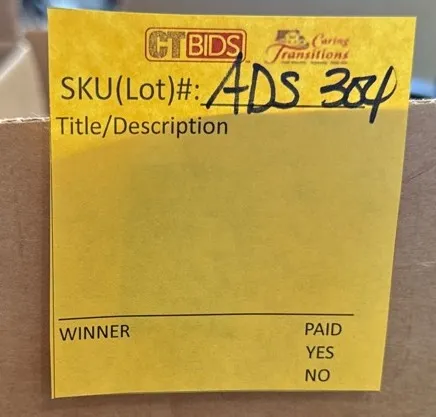 CTBIDS Caring Transitions
SKU(Lot)#: ADS 304
Title/Description
WINNER PAID
YES
NO